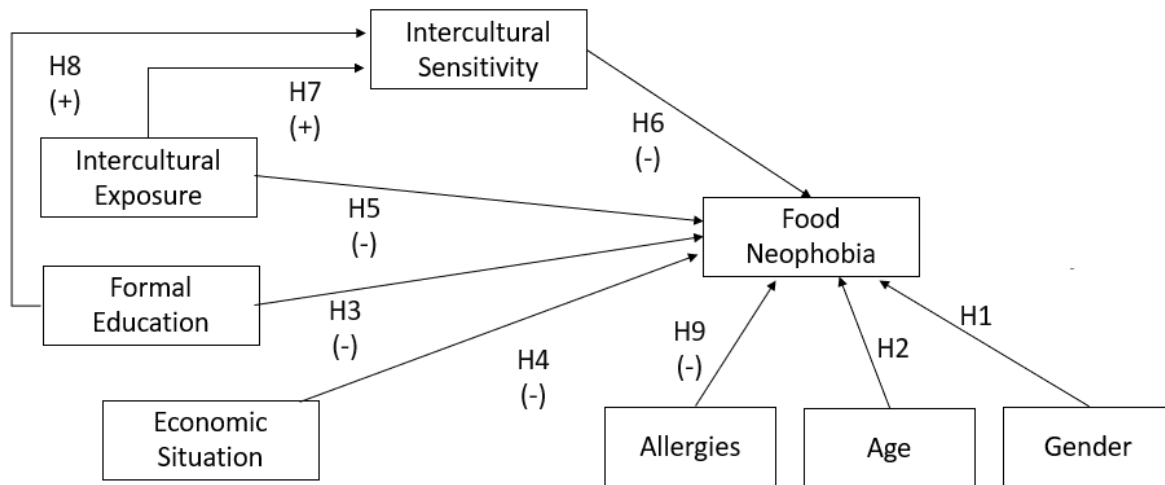 Intercultural
Sensitivity
H8
(+)
H7
(+)
H6
(-)
Intercultural
Exposure
H5
(-)
Food
Neophobia
Formal
Education
H3
(-)
H4
(-)
H9
(-)
H2
H1
Economic
Situation
Allergies
Age
Gender